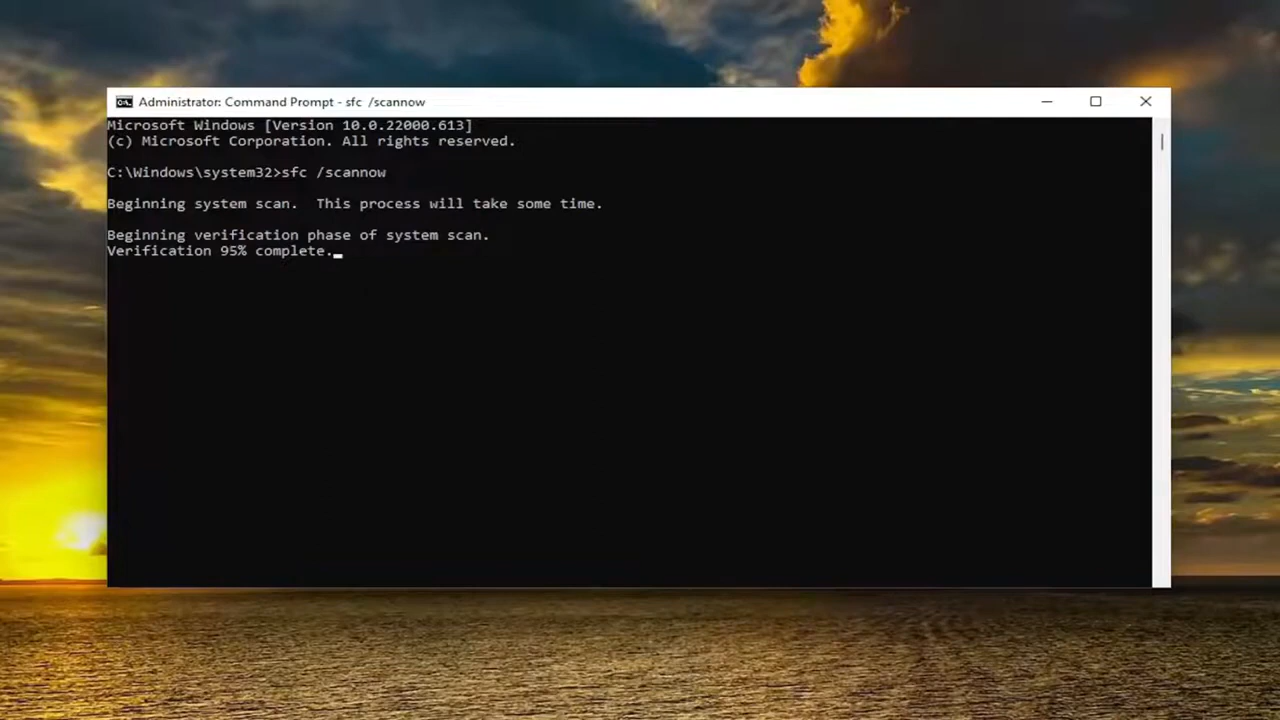 Administrator: Command Prompt - sfc  /scannow
Microsoft Windows [Version 10.0.22000.613]
(c) Microsoft Corporation. All rights reserved.
C:\Windows\system32>sfc /scannow
Beginning system scan.  This process will take some time.
Beginning verification phase of system scan.
Verification 95% complete.